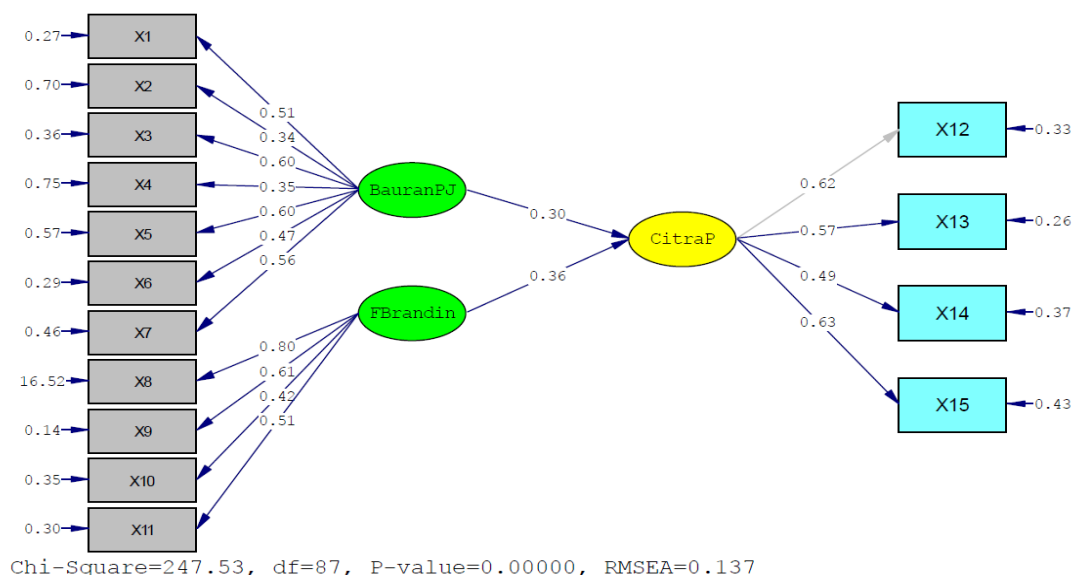 0.27 X1
0.70 X2
0.51
0.36 X3
0.34
X12 0.33
0.60
0.75 X4
0.35
BauranPJ
0.62
0.57 X5
0.60
0.30
X13 0.26
0.47
CitraP
0.57
0.29 X6
0.56
0.36
0.49
0.46 X7
FBrandin
X14 0.37
0.63
0.80
16.52 X8
0.61
0.42
X15 0.43
0.14 X9
0.51
0.35 X10
0.30 X11
Chi-Square=247.53, df=87, P-value=0.00000, RMSEA=0.137